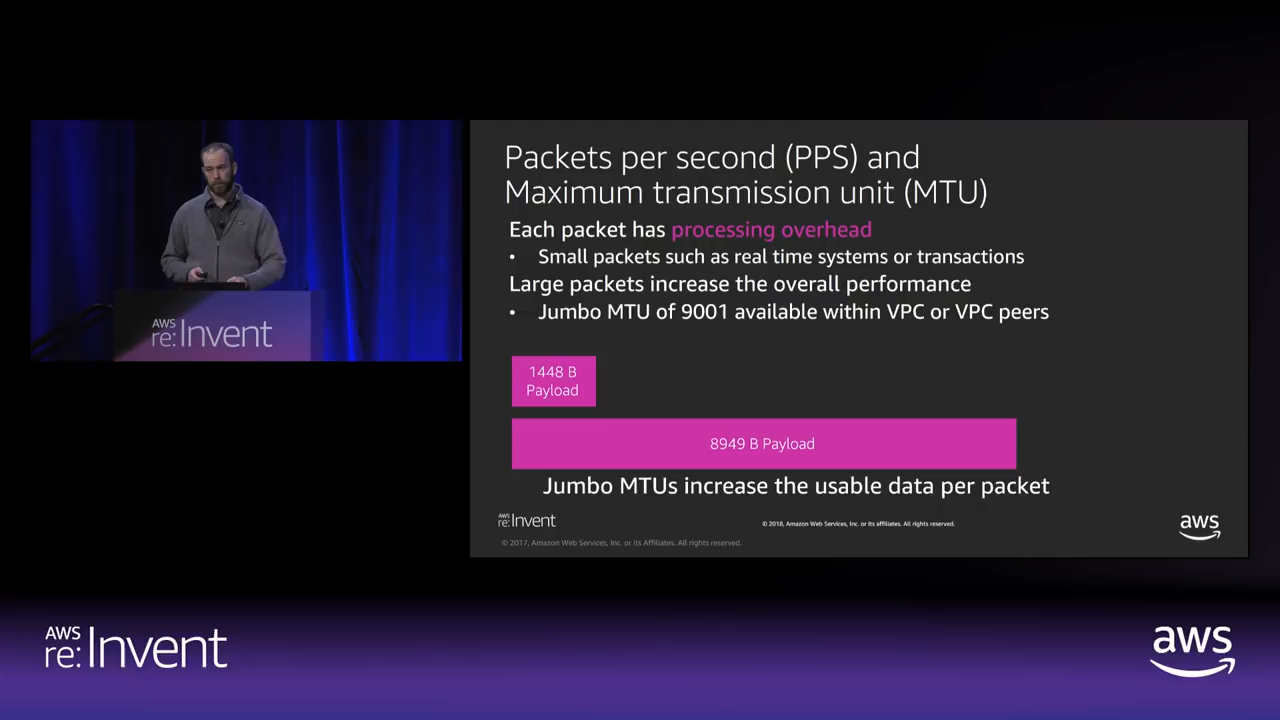 AWS
re:Invent
Packets per second (PPS) and
Maximum transmission unit (MTU)
Each packet has processing overhead
• Small packets such as real time systems or transactions
Large packets increase the overall performance
• Jumbo MTU of 9001 available within VPC or VPC peers
1448 B
Payload
8949 B Payload
Jumbo MTUs increase the usable data per packet
AWS
re:Invent
© 2018, Amazon Web Services, Inc. or its affiliates. All rights reserved.
aws
© 2017, Amazon Web Services, Inc. or its Affiliates. All rights reserved.
AWS
re:Invent
aws